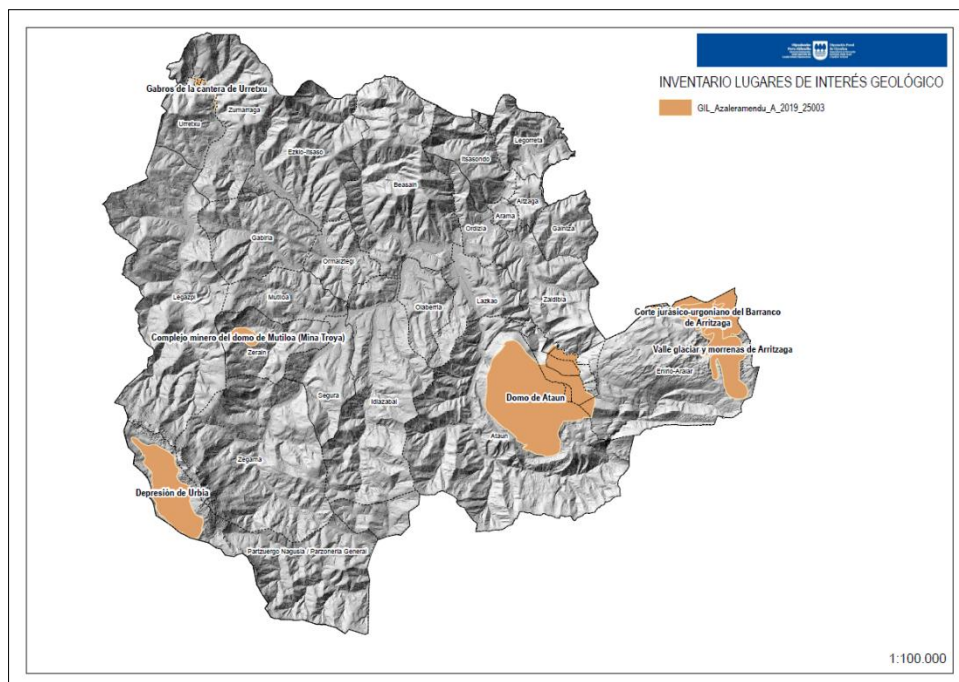 INVENTARIO LUGARES DE INTERÉS GEOLÓGICO
GIL_Azaleramendu_A_2019_25003
Gabros de la cantera de Urretxu
Zumarraga
Urretxu
Legorreta
Ezkio-Itsaso
Itsasondo
Beasain
Altzaga
Arama
Ordizia
Gaintza
Gabiria
Ormaiztegi
Legazpi
Mutiloa
Olaberria
Lazkao
Zaldibia
Corte jurásico-urgoniano del Barranco
de Arritzaga
Complejo minero del domo de Mutiloa (Mina Troya)
Zerain
Valle glaciar y morrenas de Arritzaga
Enirio-Aralar
Segura
Idiazabal
Domo de Ataun
Ataun
Zegama
Depresión de Urbia
Partzuergo Nagusia / Parzonería General
1:100.000